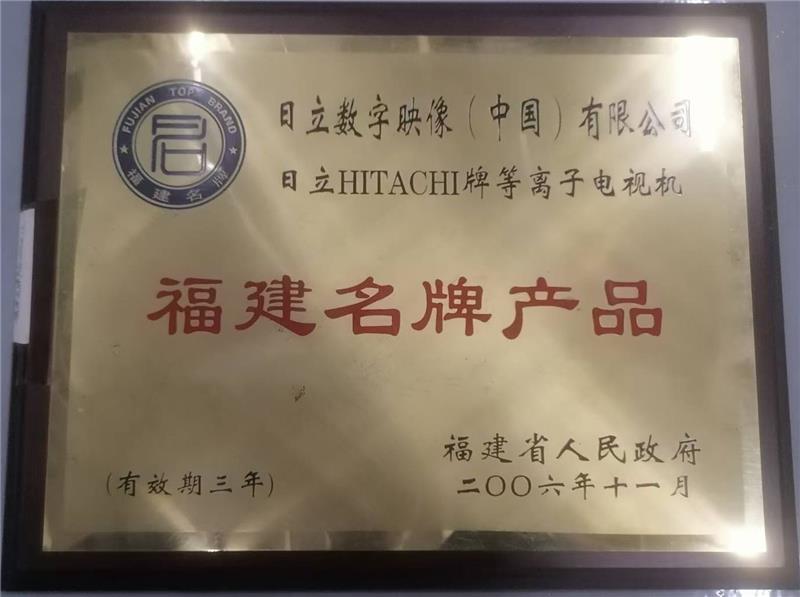 FUJIAN TOP BRAND
名
福建名牌
日立数字映像（中国）有限公司
日立HITACHI牌等离子电视机
福建名牌产品
福建省人民政府
(有效期三年)
二〇〇六年十一月